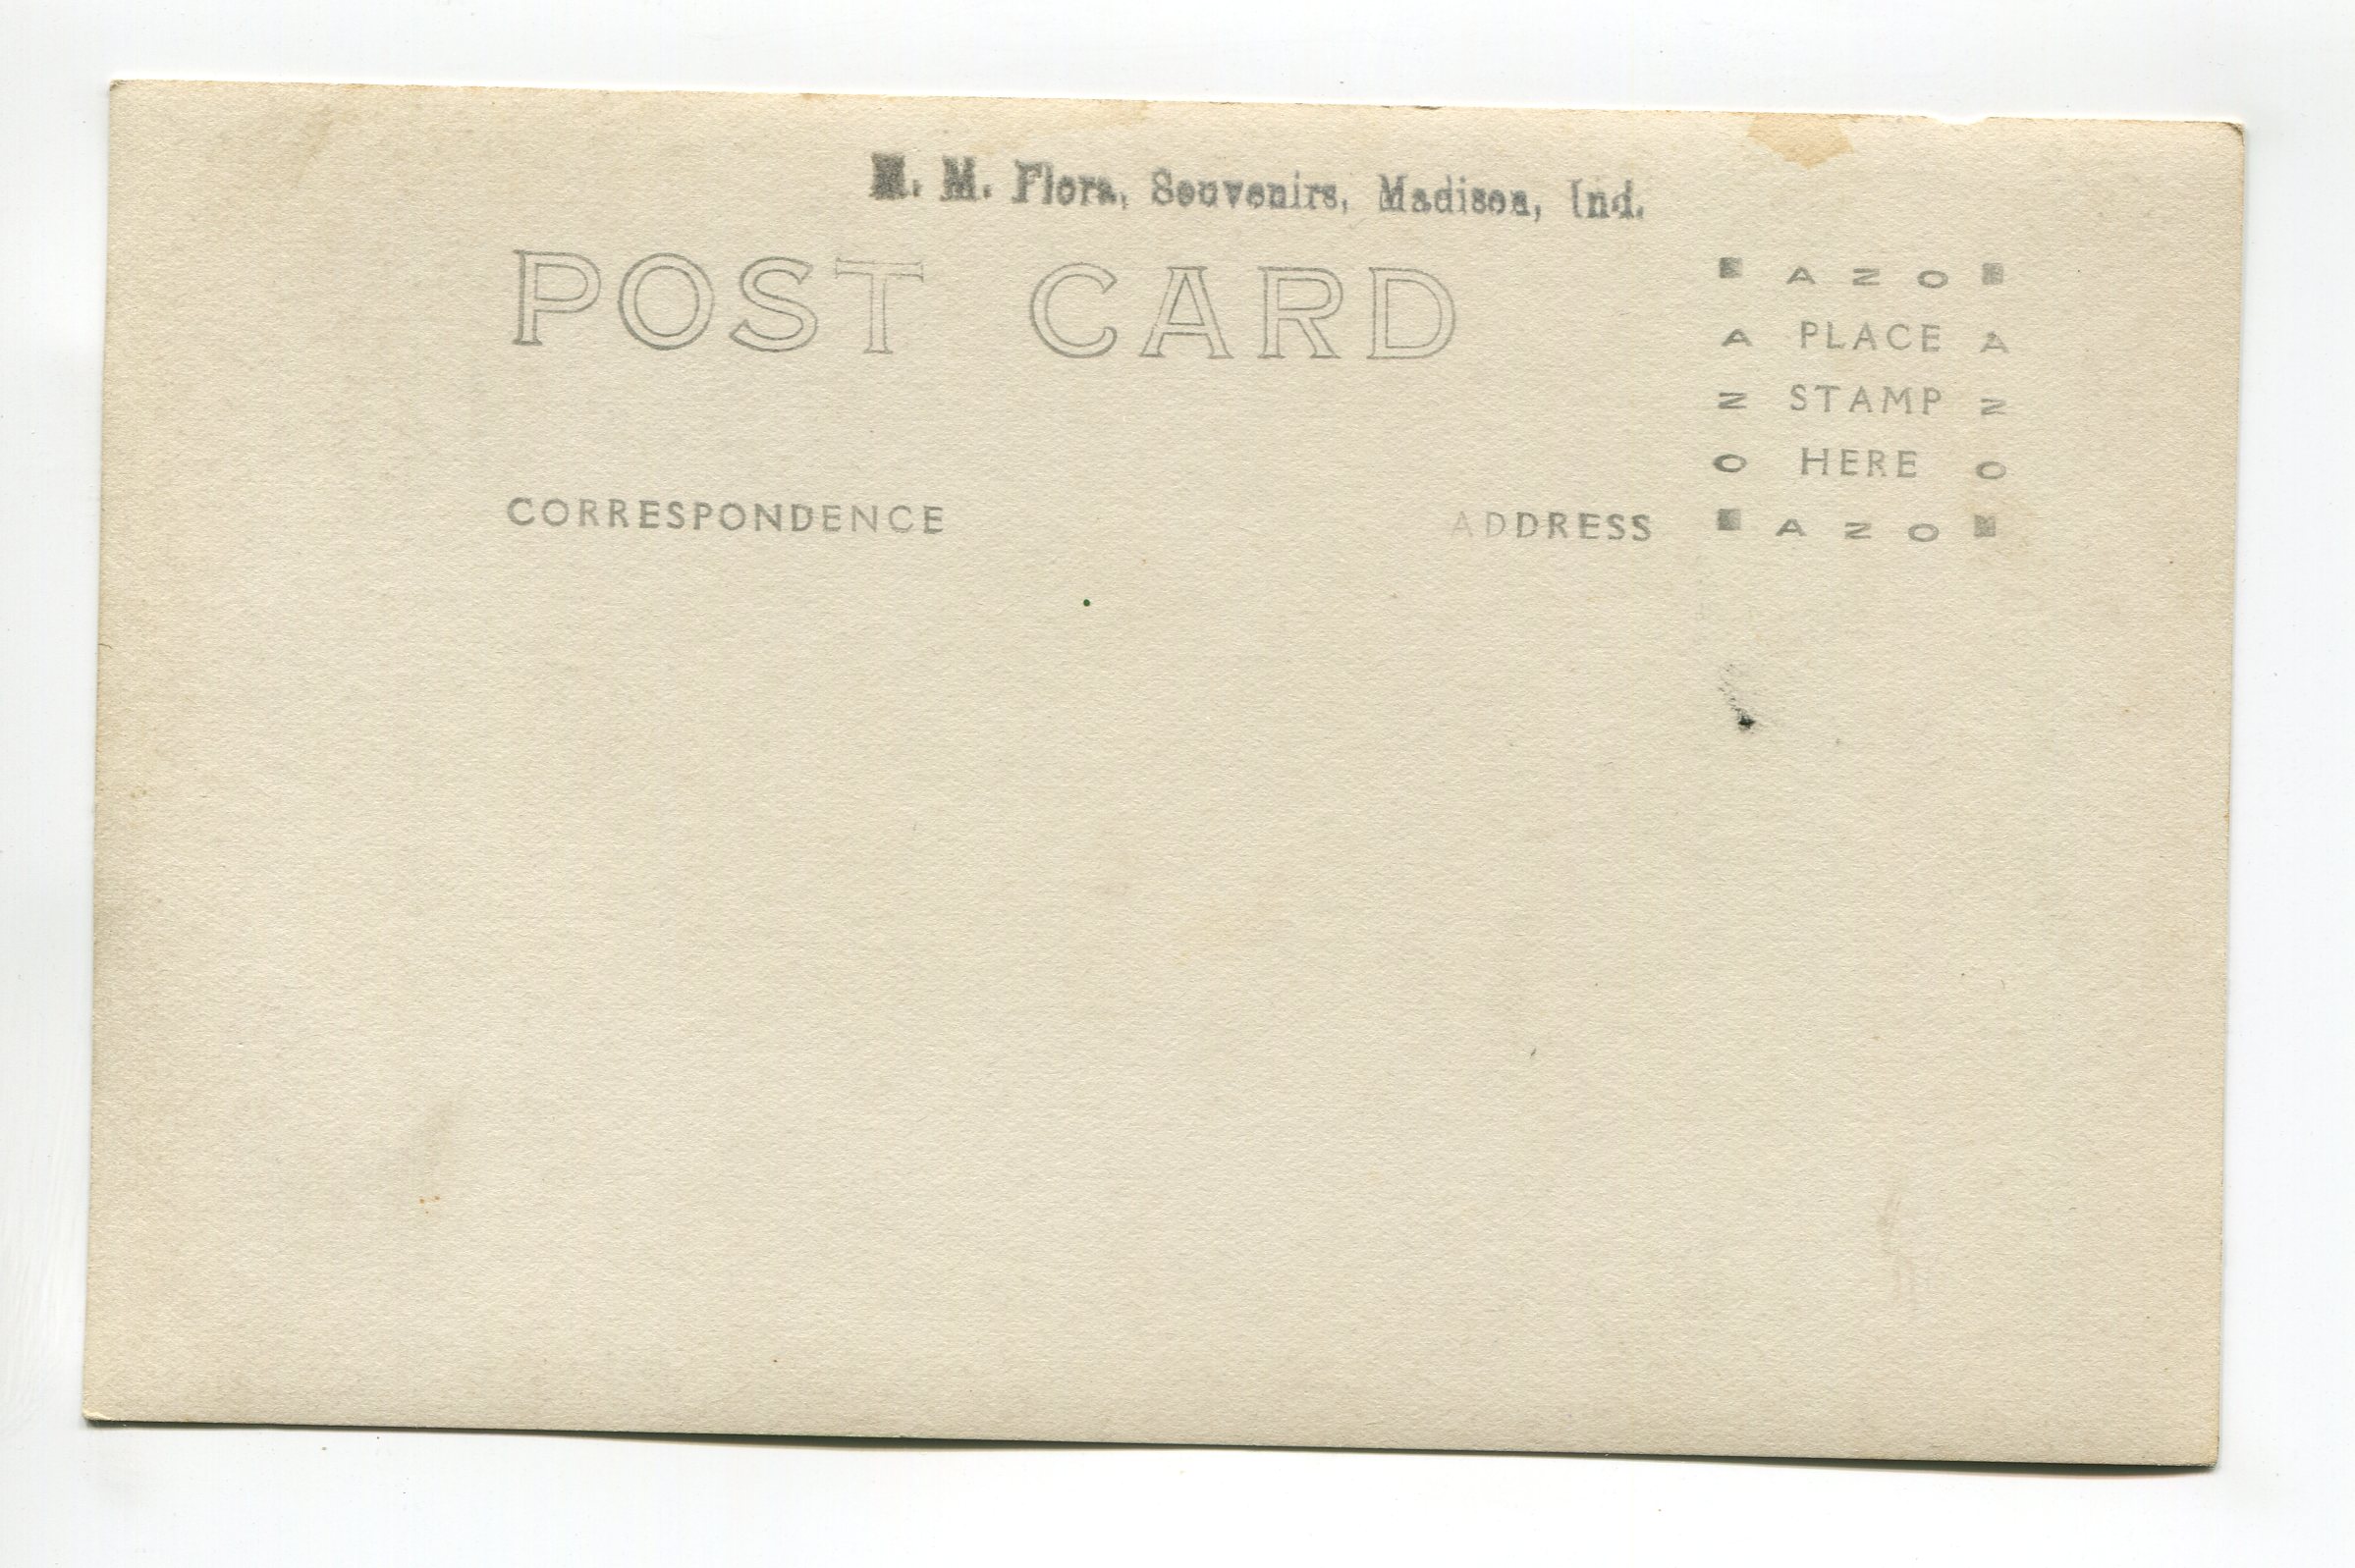 M. Flora, Souvenirs, Madison, Ind.
POST CARD
AZO
A PLACE A
Z STAMP Z
O HERE O
CORRESPONDENCE
ADDRESS
AZO